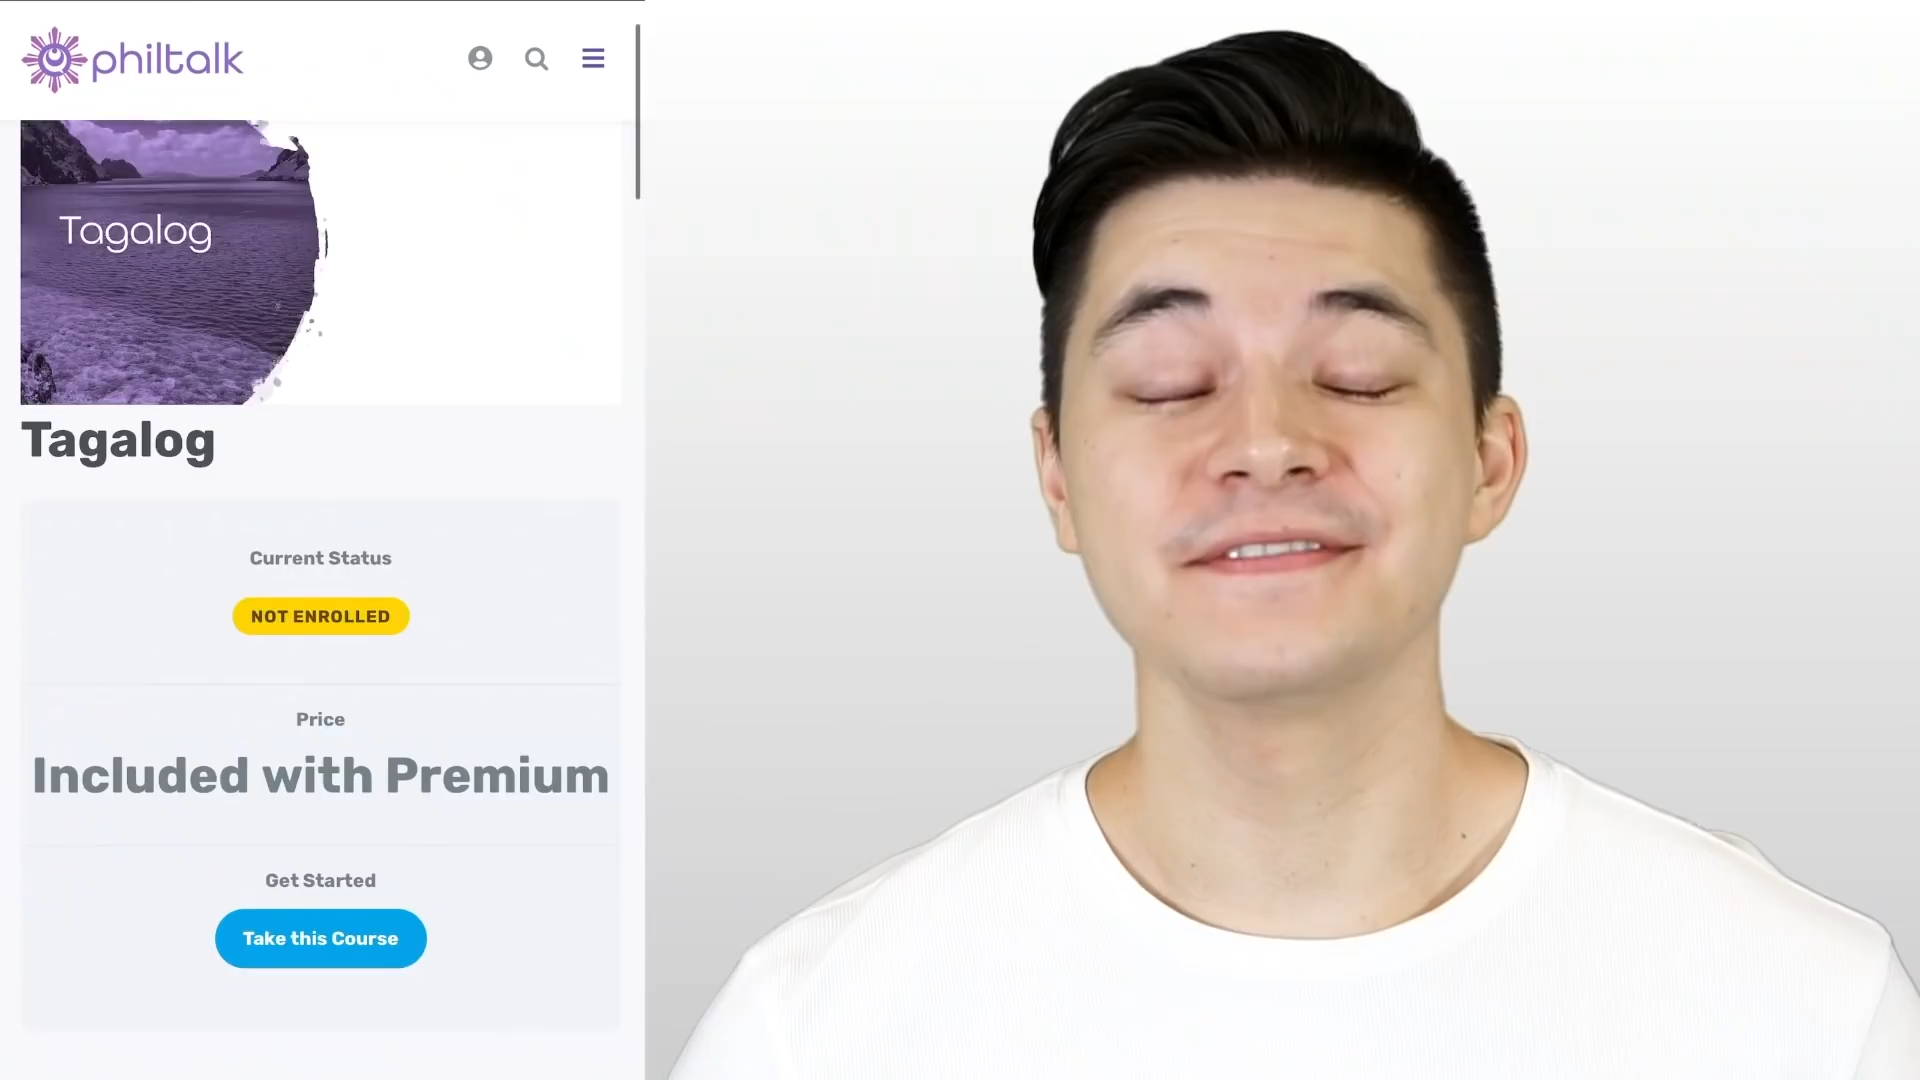 philtalk
Tagalog
Tagalog
Current Status
NOT ENROLLED
Price
Included with Premium
Get Started
Take this Course